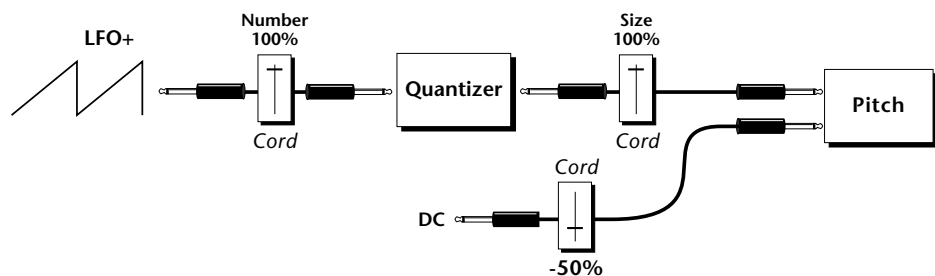 LFO+
Number
100%
Cord
Quantizer
Size
100%
Cord
Pitch
DC
Cord
-50%